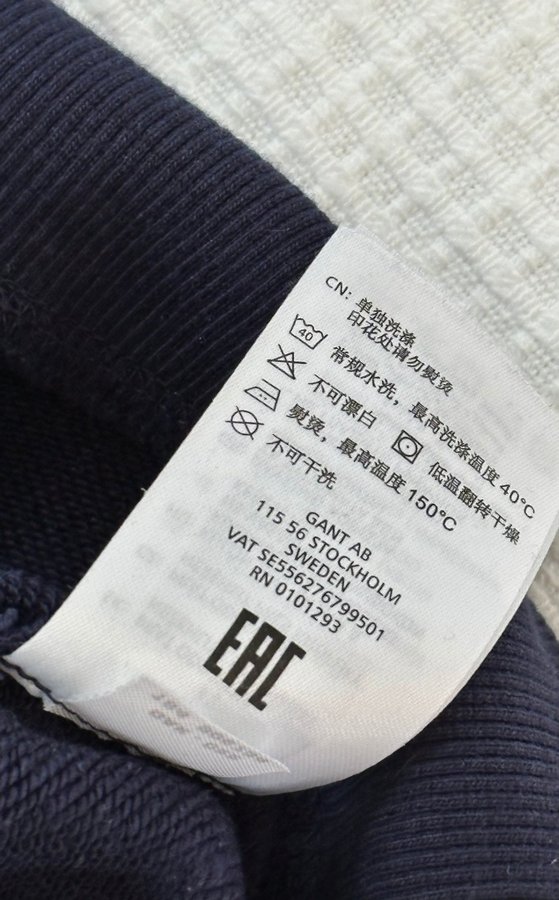 CN: 单独洗涤
印花处请勿熨烫
40 常规水洗，最高洗涤温度 40°C
不可漂白 低温翻转干燥
熨烫，最高温度 150°C
不可干洗
GANT AB
115 56 STOCKHOLM
SWEDEN
VAT SE556276799501
RN 0101293
EAC